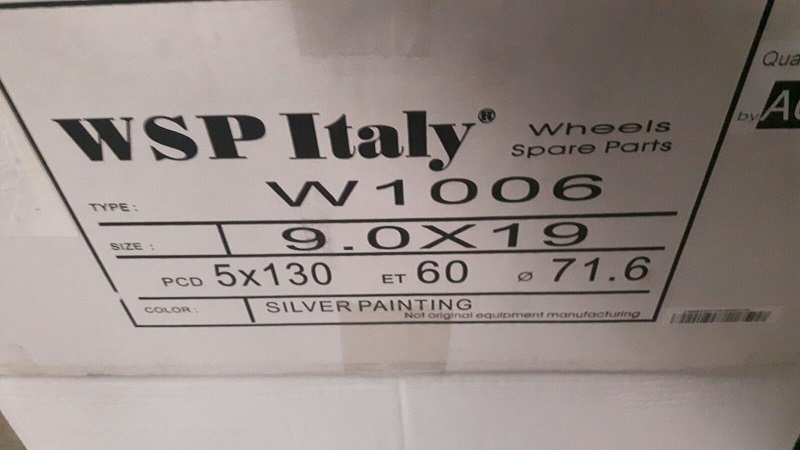 WSP Italy® Wheels
Spare Parts
TYPE: W1006
SIZE : 9.0X19
PCD 5x130 ET 60 ø 71.6
COLOR: SILVER PAINTING
Not original equipment manufacturing
by